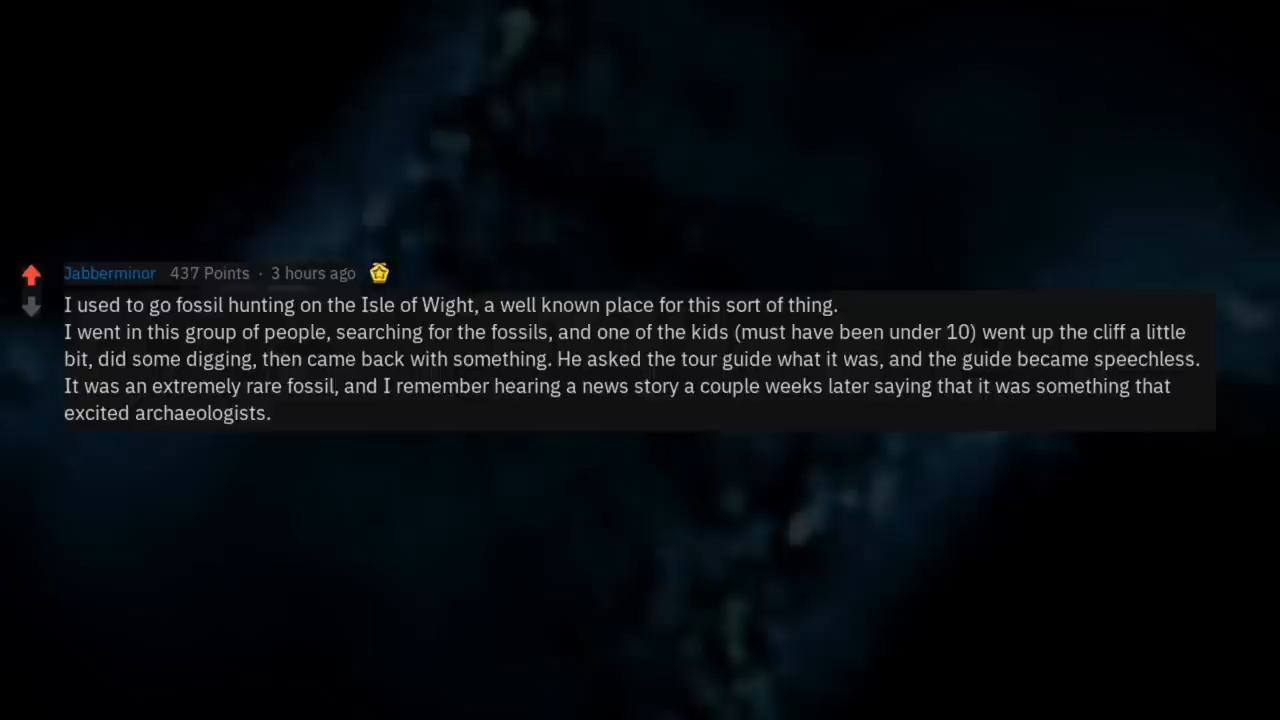 Jabberminor 437 Points · 3 hours ago
I used to go fossil hunting on the Isle of Wight, a well known place for this sort of thing.
I went in this group of people, searching for the fossils, and one of the kids (must have been under 10) went up the cliff a little
bit, did some digging, then came back with something. He asked the tour guide what it was, and the guide became speechless.
It was an extremely rare fossil, and I remember hearing a news story a couple weeks later saying that it was something that
excited archaeologists.